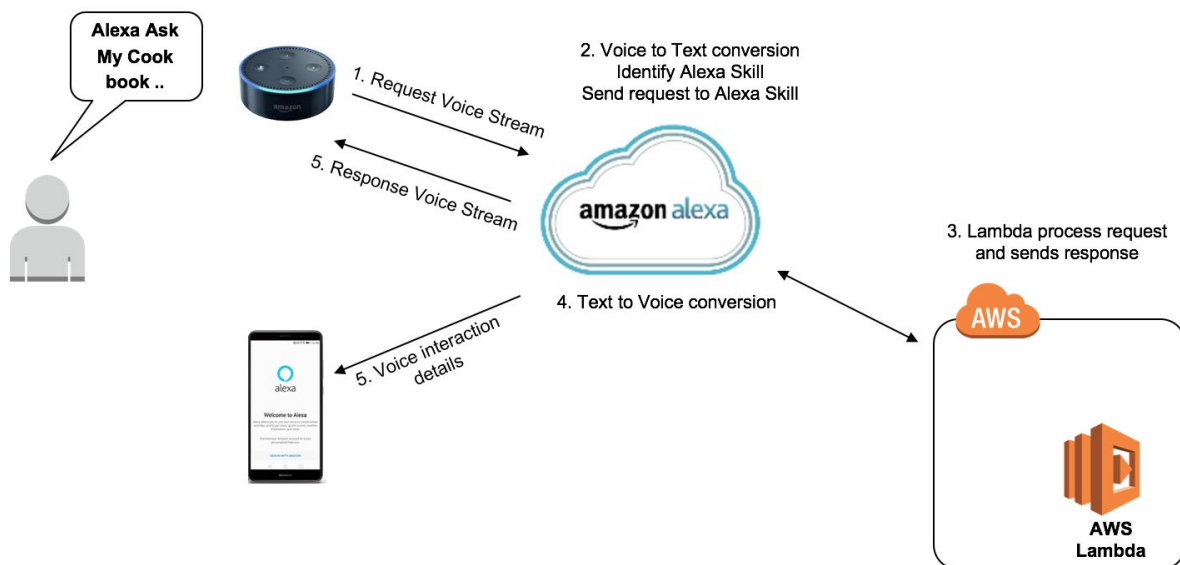 Alexa Ask
My Cook
book ..
amazon
1. Request Voice Stream
5. Response Voice Stream
2. Voice to Text conversion
Identify Alexa Skill
Send request to Alexa Skill
amazon alexa
4. Text to Voice conversion
3. Lambda process request
and sends response
AWS
AWS
Lambda
5. Voice interaction
details
alexa
Welcome to Alexa